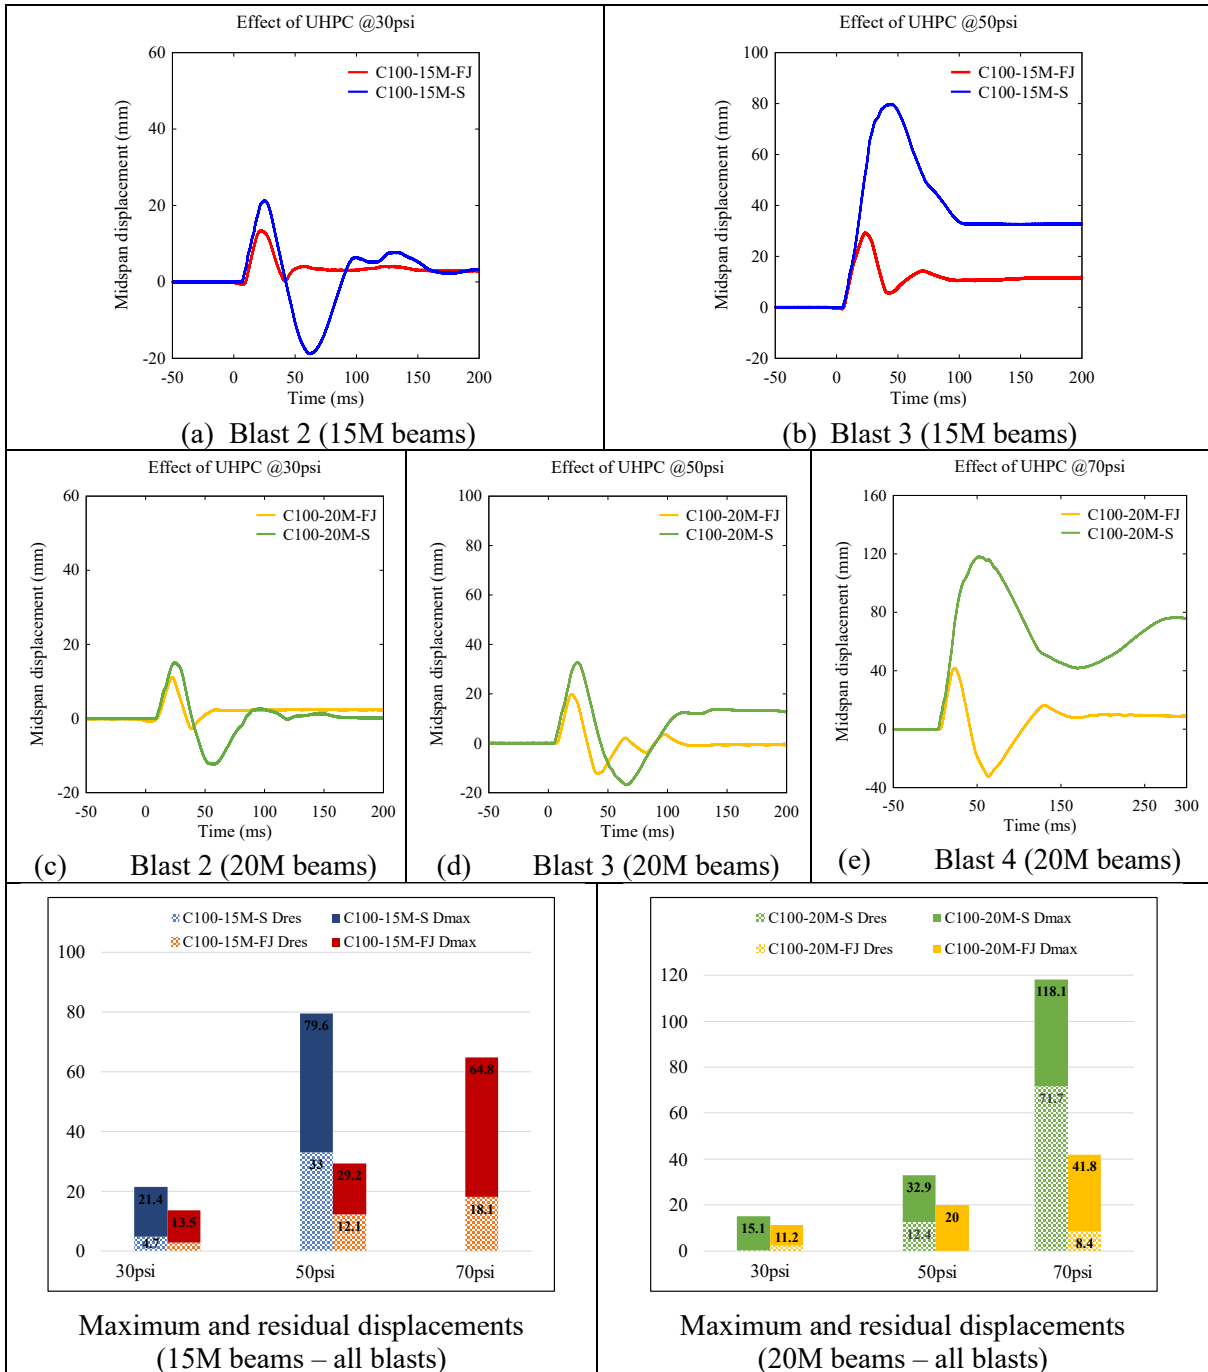 Effect of UHPC @30psi
60
40
20
0
-20
-50 0 50 100 150 200
Midspan displacement (mm)
Time (ms)
C100-15M-FJ
C100-15M-S
(a) Blast 2 (15M beams)
Effect of UHPC @50psi
100
80
60
40
20
0
-20
-50 0 50 100 150 200
Midspan displacement (mm)
Time (ms)
C100-15M-FJ
C100-15M-S
(b) Blast 3 (15M beams)
Effect of UHPC @30psi
60
40
20
0
-20
-50 0 50 100 150 200
Midspan displacement (mm)
Time (ms)
C100-20M-FJ
C100-20M-S
(c) Blast 2 (20M beams)
Effect of UHPC @50psi
100
80
60
40
20
0
-20
-50 0 50 100 150 200
Midspan displacement (mm)
Time (ms)
C100-20M-FJ
C100-20M-S
(d) Blast 3 (20M beams)
Effect of UHPC @70psi
160
120
80
40
0
-40
-50 50 150 300
Midspan displacement (mm)
Time (ms)
C100-20M-FJ
C100-20M-S
(e) Blast 4 (20M beams)
C100-15M-S Dres C100-15M-S Dmax
C100-15M-FJ Dres C100-15M-FJ Dmax
100
80
60
40
20
0
21.4
4.7
13.5
79.6
33
29.2
12.1
64.8
18.1
30psi 50psi 70psi
Maximum and residual displacements
(15M beams – all blasts)
C100-20M-S Dres C100-20M-S Dmax
C100-20M-FJ Dres C100-20M-FJ Dmax
120
100
80
60
40
20
0
15.1
11.2
32.9
12.4
20
118.1
71.7
41.8
8.4
30psi 50psi 70psi
Maximum and residual displacements
(20M beams – all blasts)